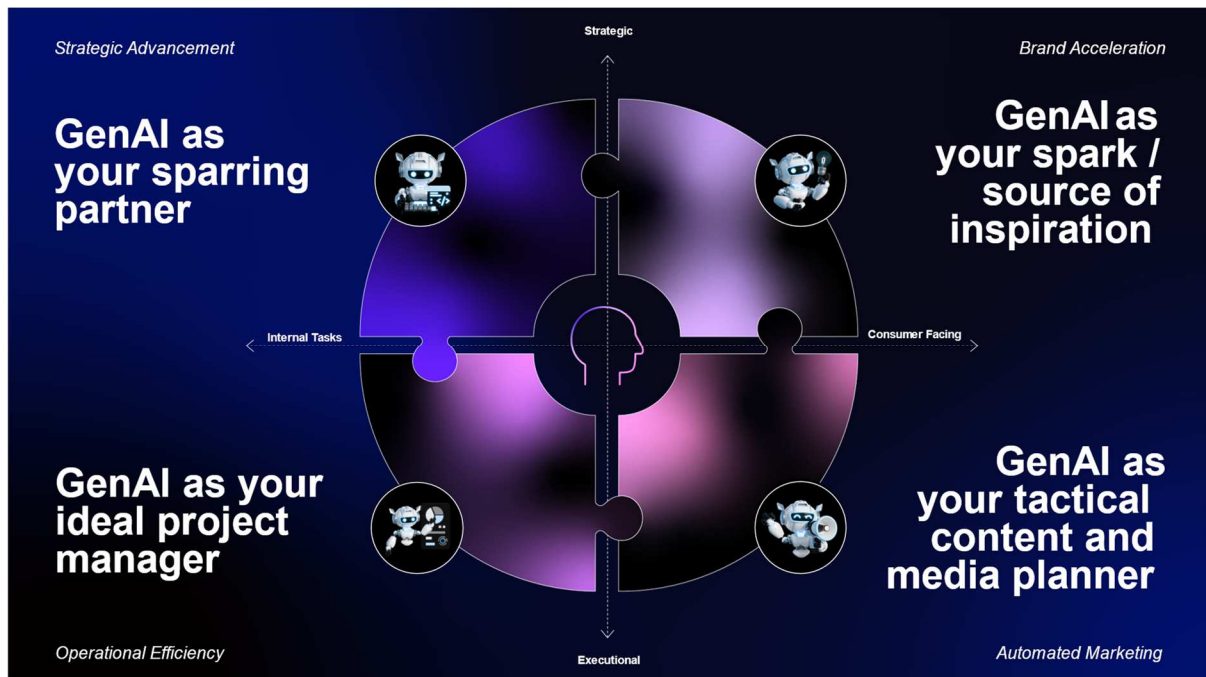 Strategic
Strategic Advancement
Brand Acceleration
GenAI as
your sparring
partner
GenAI as
your spark /
source of
inspiration
Internal Tasks
Consumer Facing
GenAI as your
ideal project
manager
GenAI as
your tactical
content and
media planner
Operational Efficiency
Executional
Automated Marketing